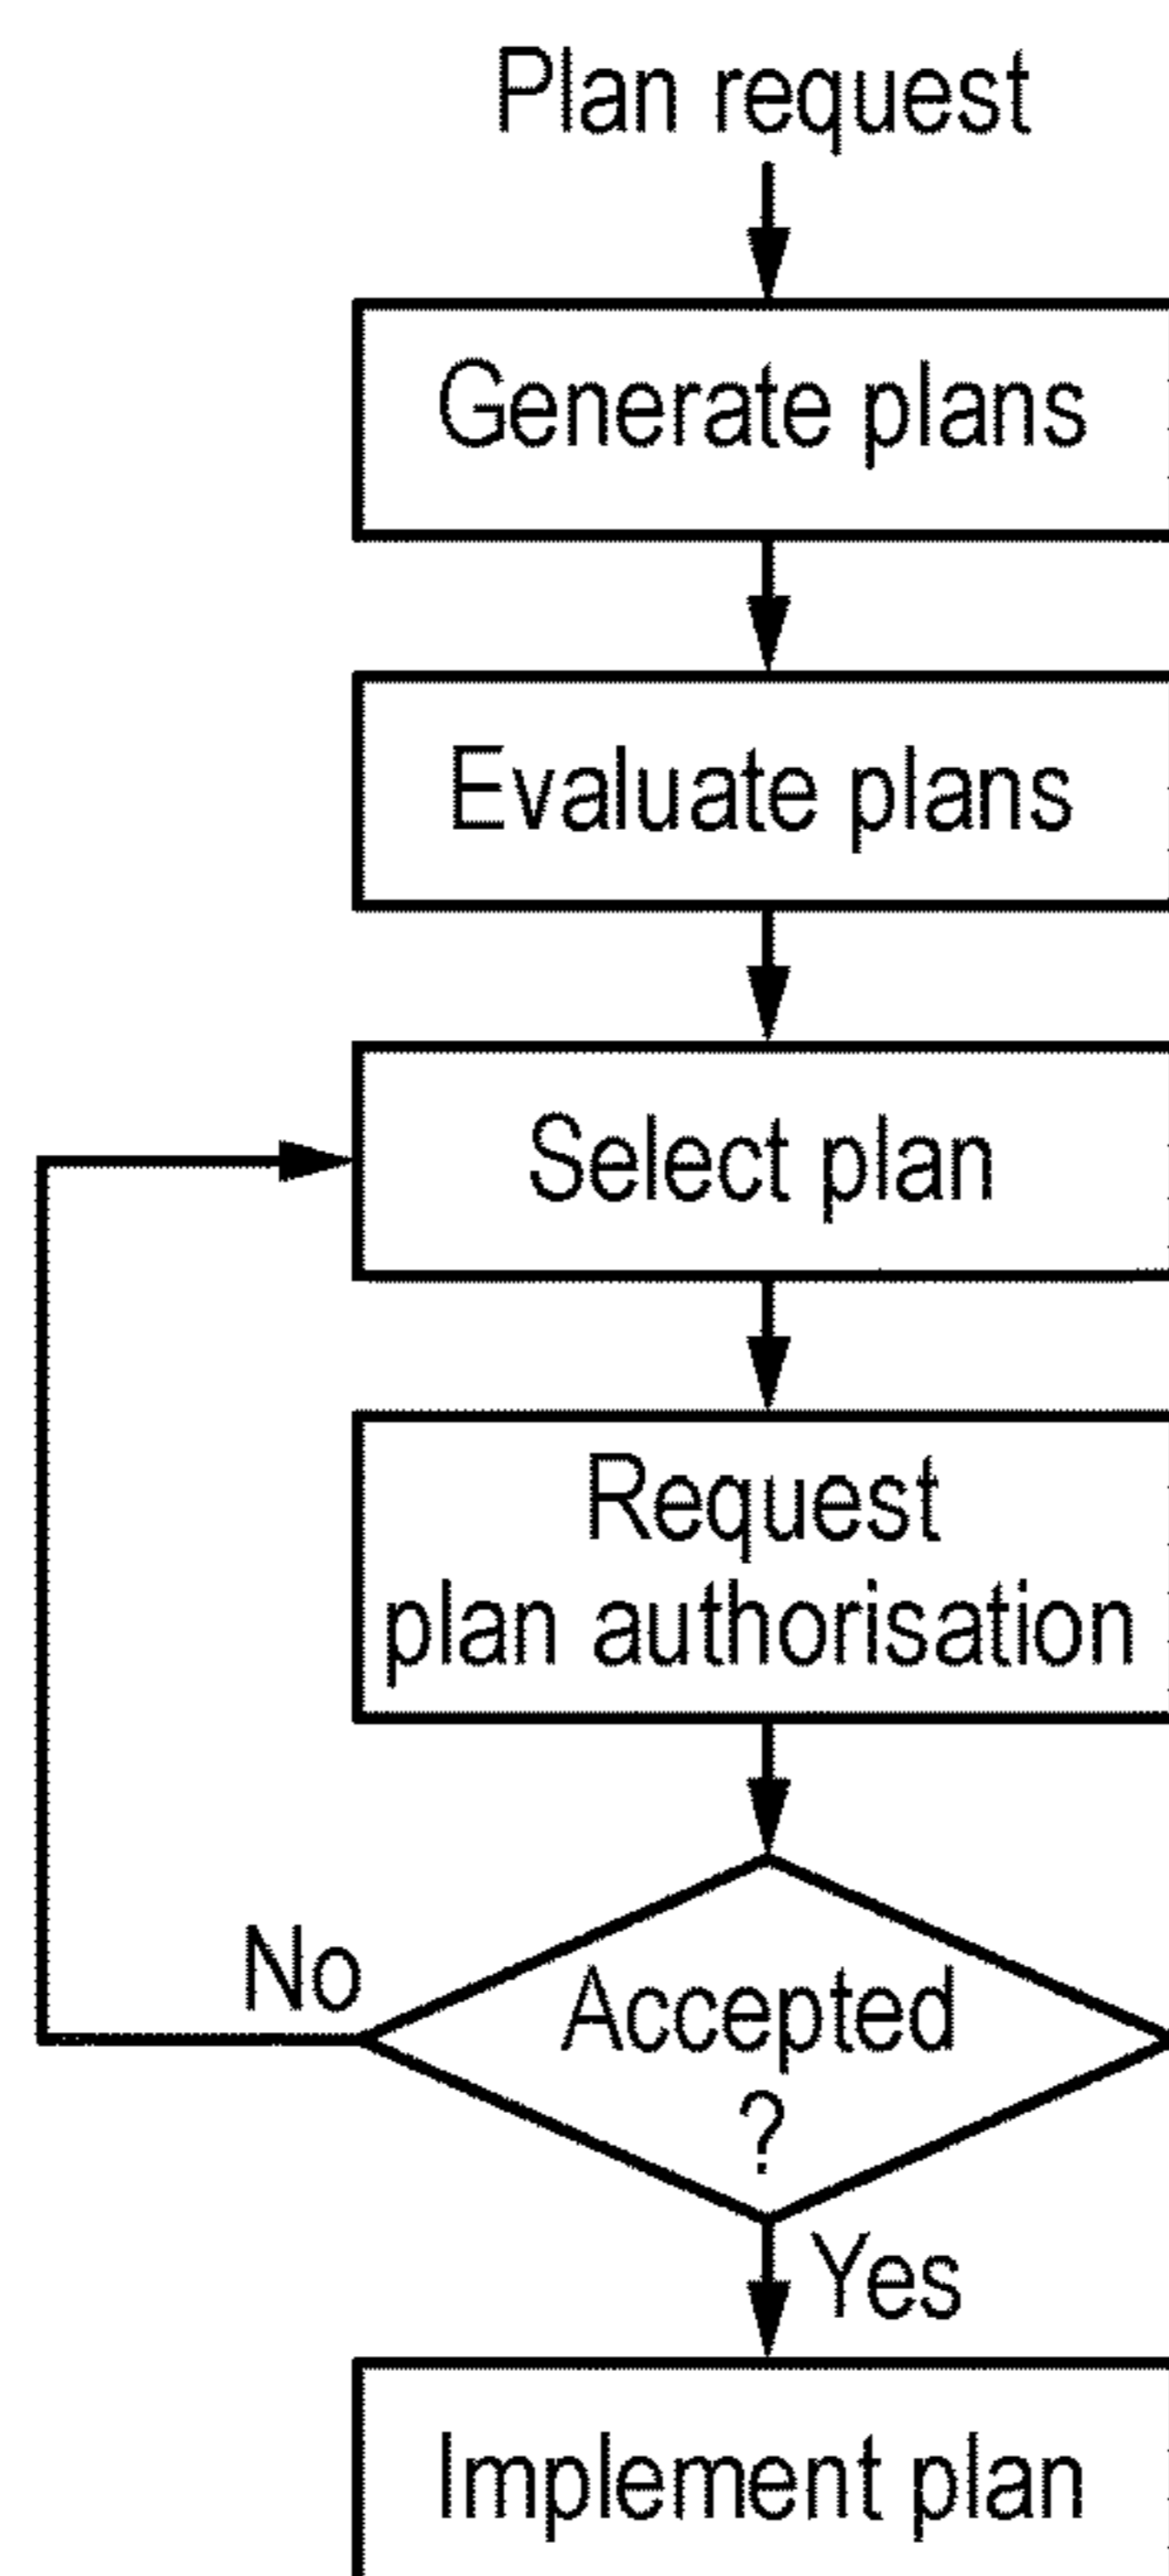 Plan request
Generate plans
Evaluate plans
Select plan
Request
plan authorisation
No
Accepted
?
Yes
Implement plan